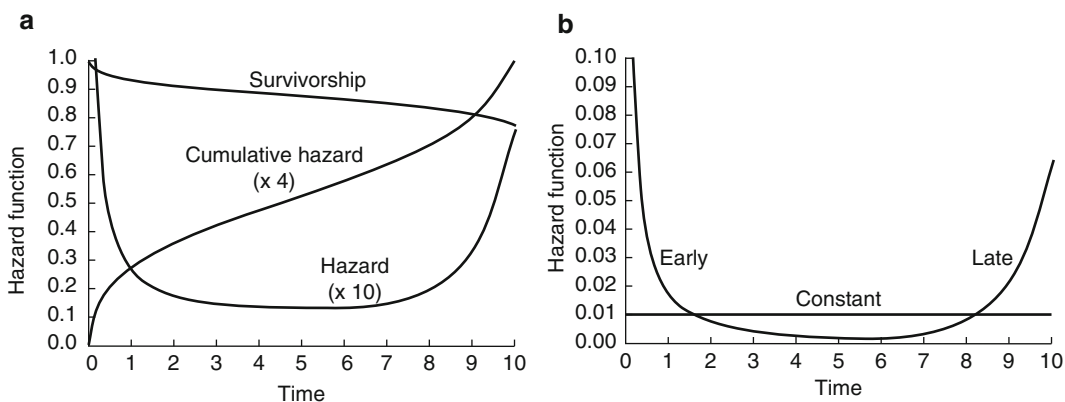 a
Hazard function
1.0
0.9
0.8
0.7
0.6
0.5
0.4
0.3
0.2
0.1
0.0
Survivorship
Cumulative hazard
(x 4)
Hazard
(x 10)
0 1 2 3 4 5 6 7 8 9 10
Time
b
Hazard function
0.10
0.09
0.08
0.07
0.06
0.05
0.04
0.03
0.02
0.01
0.00
Early
Late
Constant
0 1 2 3 4 5 6 7 8 9 10
Time